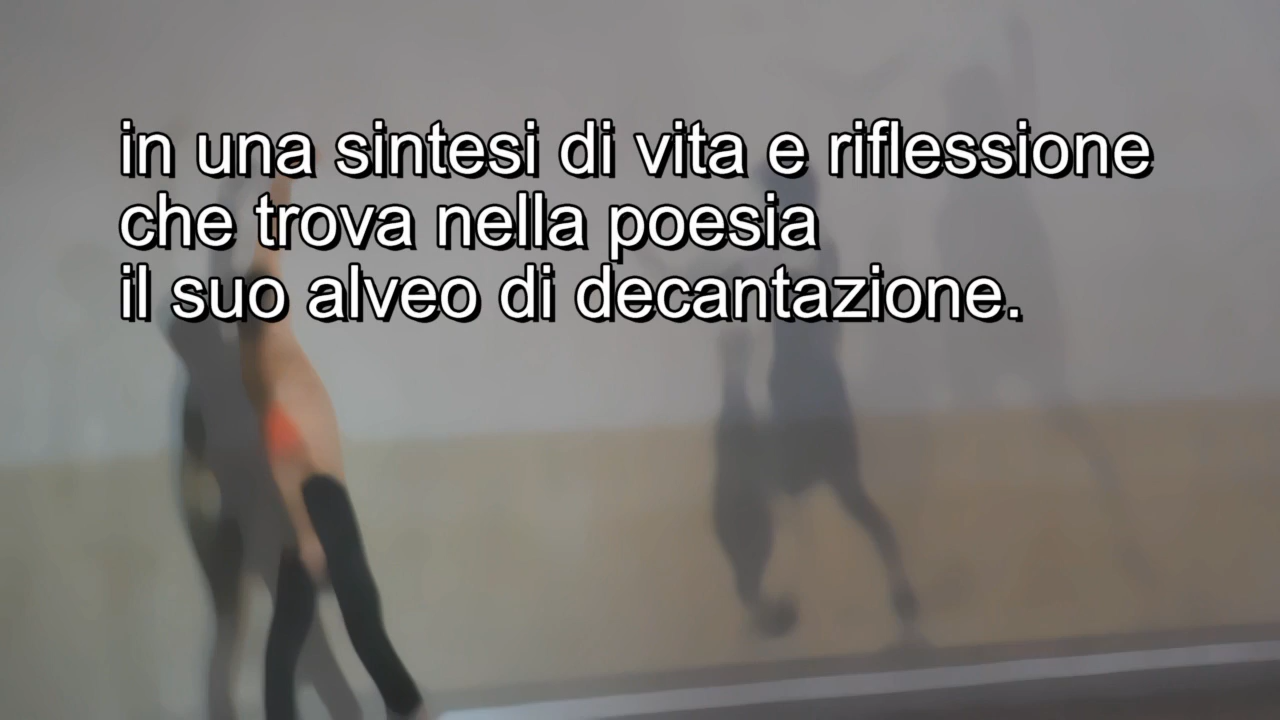 in una sintesi di vita e riflessione
che trova nella poesia
il suo alveo di decantazione.